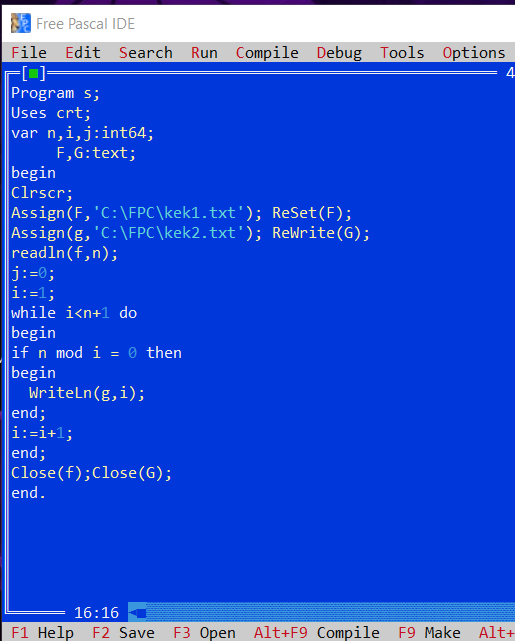 Free Pascal IDE
File Edit Search Run Compile Debug Tools Options
[■] 4
Program s;
Uses crt;
var n,i,j:int64;
F,G:text;
begin
Clrscr;
Assign(F,'C:\FPC\kek1.txt'); ReSet(F);
Assign(g,'C:\FPC\kek2.txt'); ReWrite(G);
readln(f,n);
j:=0;
i:=1;
while i<n+1 do
begin
if n mod i = 0 then
begin
WriteLn(g,i);
end;
i:=i+1;
end;
Close(f);Close(G);
end.
16:16
F1 Help F2 Save F3 Open Alt+F9 Compile F9 Make Alt+